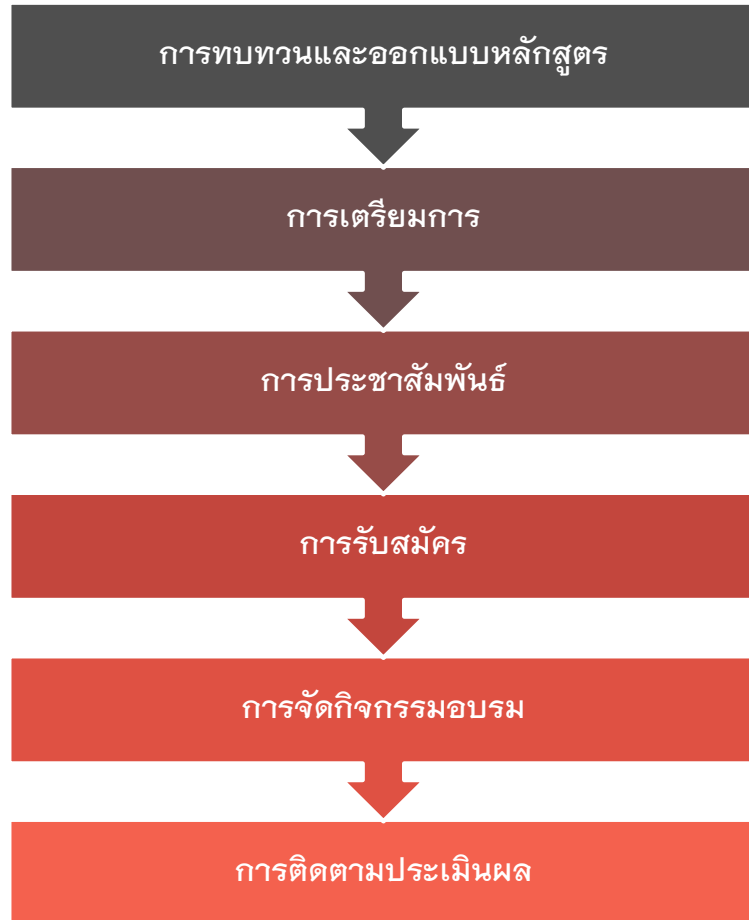 การทบทวนและออกแบบหลักสูตร
การเตรียมการ
การประชาสัมพันธ์
การรับสมัคร
การจัดกิจกรรมอบรม
การติดตามประเมินผล